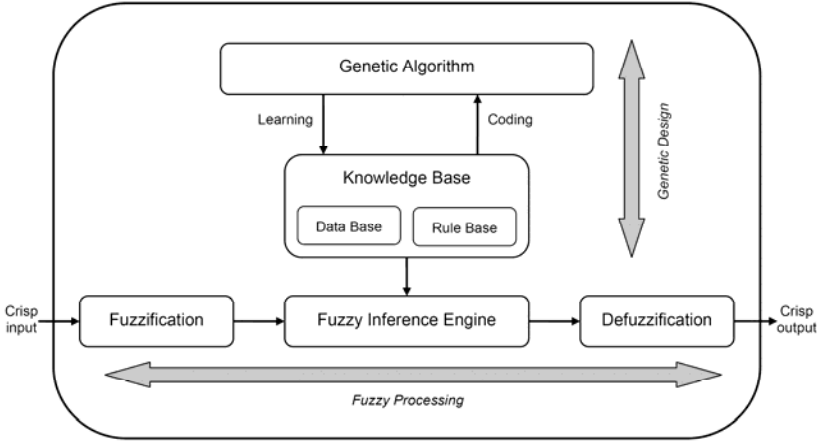 Genetic Algorithm
Learning
Coding
Genetic Design
Knowledge Base
Data Base
Rule Base
Crisp
input
Fuzzification
Fuzzy Inference Engine
Defuzzification
Crisp
output
Fuzzy Processing